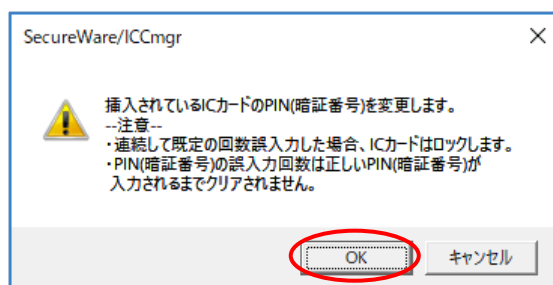 SecureWare/ICCmgr
挿入されているICカードのPIN(暗証番号)を変更します。
--注意--
・連続して既定の回数誤入力した場合、ICカードはロックします。
・PIN(暗証番号)の誤入力回数は正しいPIN(暗証番号)が
入力されるまでクリアされません。
OK
キャンセル